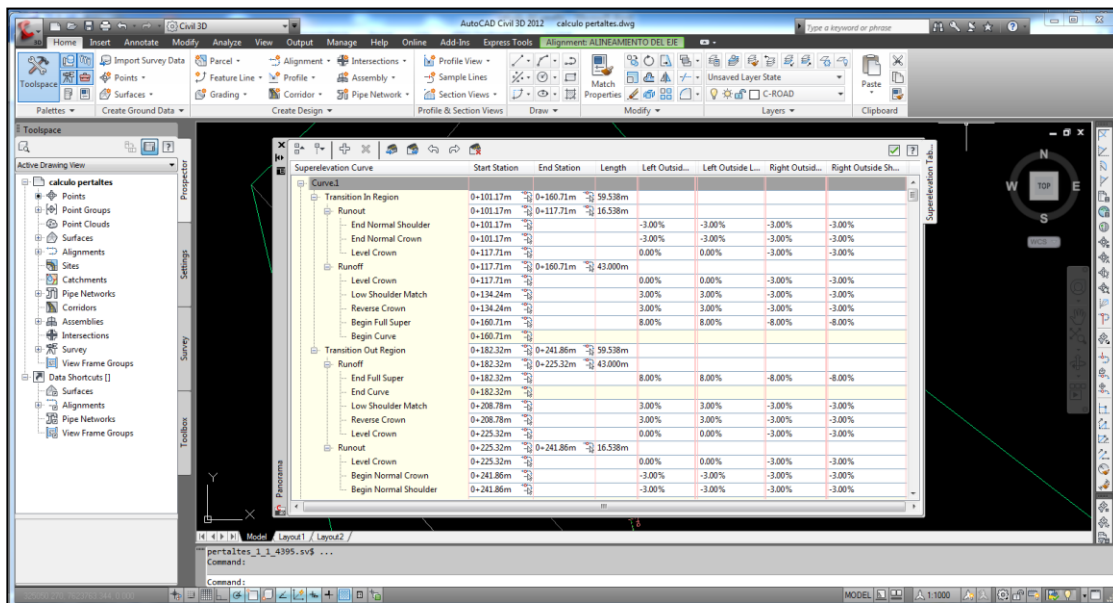 Civil 3D
AutoCAD Civil 3D 2012 calculo pertaltes.dwg
Type a keyword or phrase
Home Insert Annotate Modify Analyze View Output Manage Help Online Add-Ins Express Tools Alignment: ALINEAMIENTO DEL EJE
Toolspace
Import Survey Data
Points
Surfaces
Parcel
Feature Line
Grading
Alignment
Profile
Corridor
Intersections
Assembly
Pipe Network
Profile View
Sample Lines
Section Views
Match Properties
Unsaved Layer State
C-ROAD
Paste
Palettes Create Ground Data Create Design Profile & Section Views Draw Modify Layers Clipboard
Toolspace
Active Drawing View
calculo pertaltes
Points
Point Groups
Point Clouds
Surfaces
Alignments
Sites
Catchments
Pipe Networks
Corridors
Assemblies
Intersections
Survey
View Frame Groups
Data Shortcuts []
Surfaces
Alignments
Pipe Networks
View Frame Groups
Prospector
Settings
Survey
Toolbox
Panorama
Superelevation Tab...
Superelevation Curve Start Station End Station Length Left Outsid... Left Outside L... Right Outsid... Right Outside Sh...
Curve.1
Transition In Region 0+101.17m 0+160.71m 59.538m
Runout 0+101.17m 0+117.71m 16.538m
End Normal Shoulder 0+101.17m -3.00% -3.00% -3.00% -3.00%
End Normal Crown 0+101.17m -3.00% -3.00% -3.00% -3.00%
Level Crown 0+117.71m 0.00% 0.00% -3.00% -3.00%
Runoff 0+117.71m 0+160.71m 43.000m
Level Crown 0+117.71m 0.00% 0.00% -3.00% -3.00%
Low Shoulder Match 0+134.24m 3.00% 3.00% -3.00% -3.00%
Reverse Crown 0+134.24m 3.00% 3.00% -3.00% -3.00%
Begin Full Super 0+160.71m 8.00% 8.00% -8.00% -8.00%
Begin Curve 0+160.71m
Transition Out Region 0+182.32m 0+241.86m 59.538m
Runoff 0+182.32m 0+225.32m 43.000m
End Full Super 0+182.32m 8.00% 8.00% -8.00% -8.00%
End Curve 0+182.32m
Low Shoulder Match 0+208.78m 3.00% 3.00% -3.00% -3.00%
Reverse Crown 0+208.78m 3.00% 3.00% -3.00% -3.00%
Level Crown 0+225.32m 0.00% 0.00% -3.00% -3.00%
Runout 0+225.32m 0+241.86m 16.538m
Level Crown 0+225.32m 0.00% 0.00% -3.00% -3.00%
Begin Normal Crown 0+241.86m -3.00% -3.00% -3.00% -3.00%
Begin Normal Shoulder 0+241.86m -3.00% -3.00% -3.00% -3.00%
N
W TOP E
S
WCS
Y
X
Model Layout1 Layout2
pertaltes_1_1_4395.sv$ ...
Command:
Command:
MODEL 1:1000